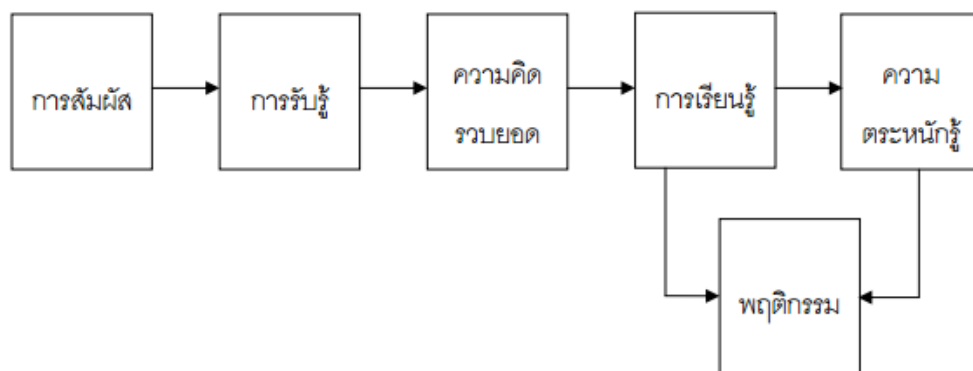 การสัมผัส
การรับรู้
ความคิด
รวบยอด
การเรียนรู้
ความ
ตระหนักรู้
พฤติกรรม